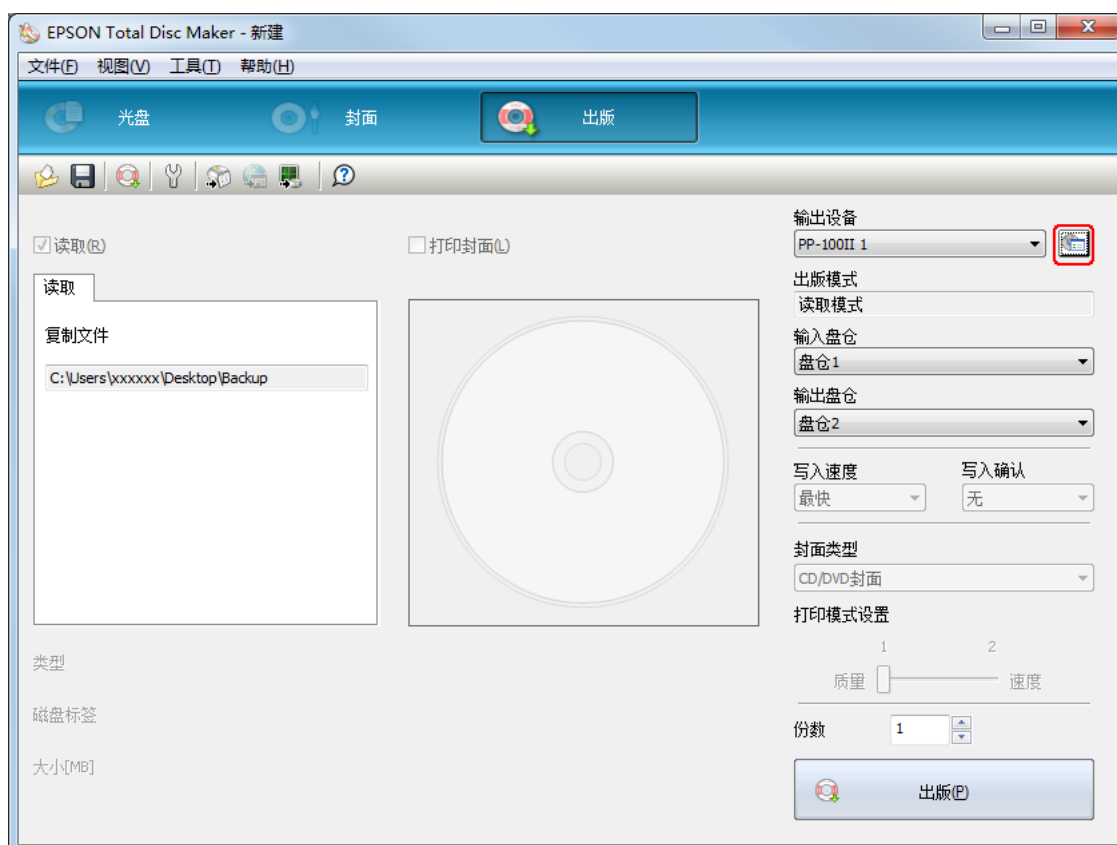 EPSON Total Disc Maker - 新建
文件(F) 视图(V) 工具(T) 帮助(H)
光盘 封面 出版
输出设备
读取(R) 打印封面(L) PP-100II 1
出版模式
读取 读取模式
复制文件 输入盘仓
盘仓1
C:\Users\xxxxxx\Desktop\Backup
输出盘仓
盘仓2
写入速度 写入确认
最快 无
封面类型
CD/DVD封面
打印模式设置
1 2
质里 速度
类型
磁盘标签
份数 1
大小[MB]
出版(P)